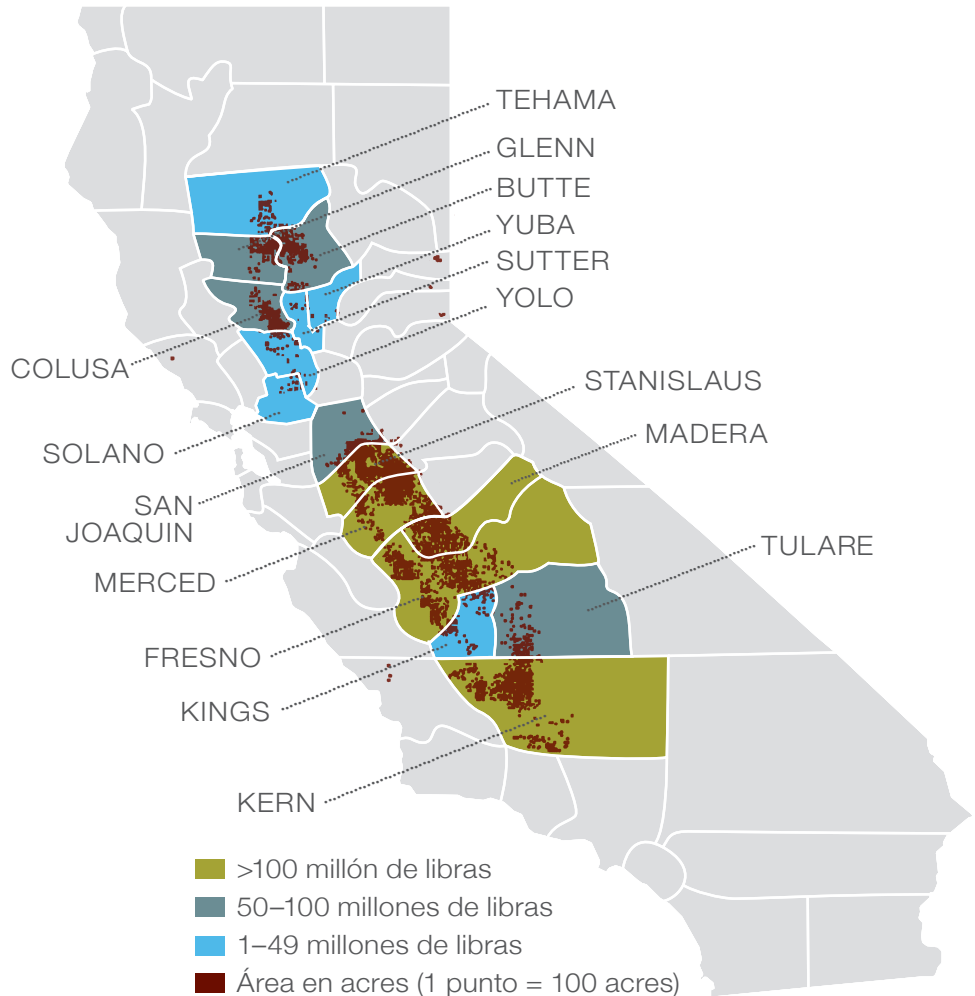 TEHAMA
GLENN
BUTTE
YUBA
SUTTER
YOLO
COLUSA
STANISLAUS
MADERA
SOLANO
SAN
JOAQUIN
TULARE
MERCED
FRESNO
KINGS
KERN
>100 millón de libras
50–100 millones de libras
1–49 millones de libras
Área en acres (1 punto = 100 acres)